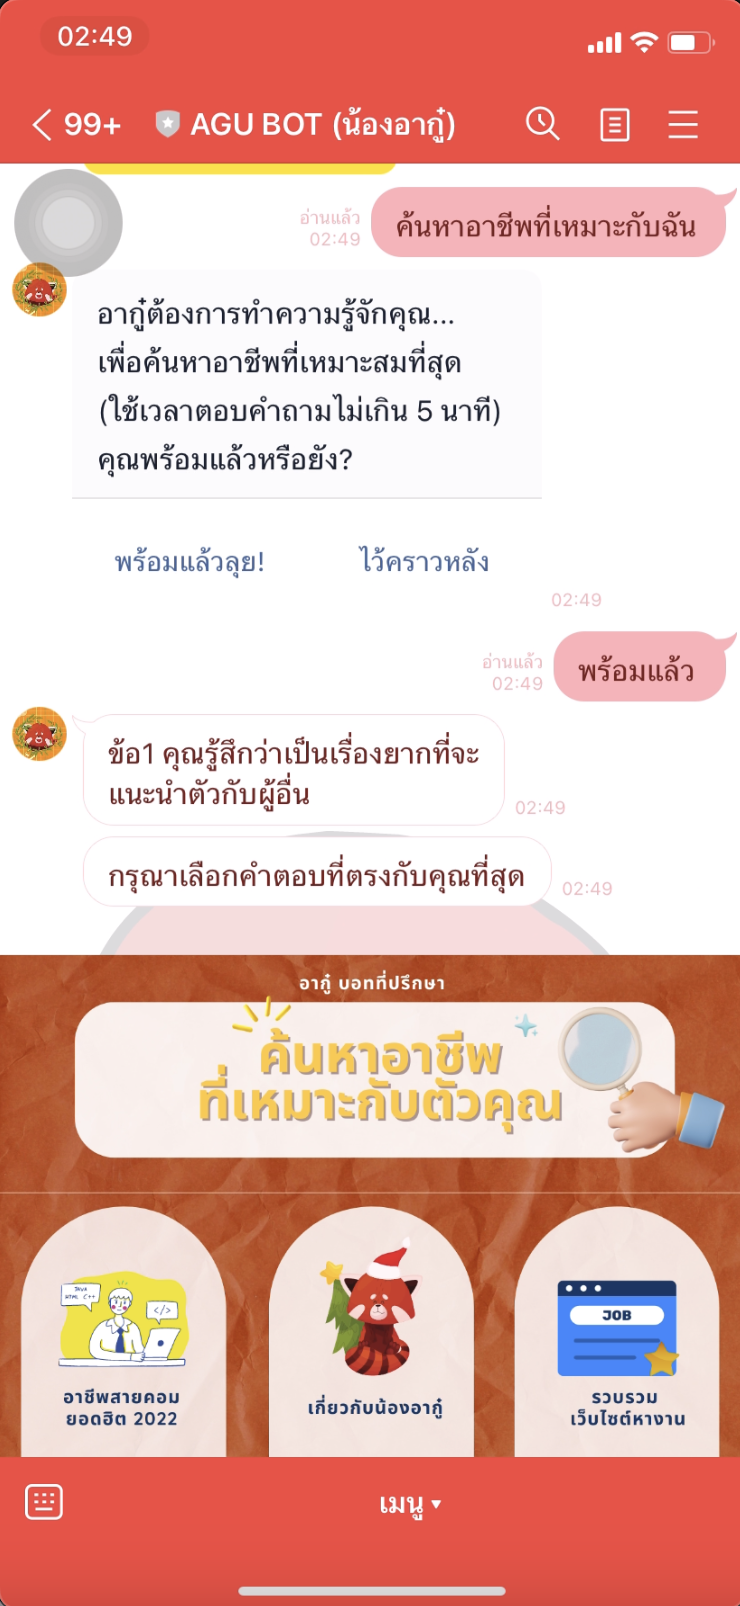 02:49
99+
AGU BOT (น้องอากู๋)
ค้นหาอาชีพที่เหมาะกับฉัน
อ่านแล้ว
02:49
อากู๋ต้องการทำความรู้จักคุณ...
เพื่อค้นหาอาชีพที่เหมาะสมที่สุด
(ใช้เวลาตอบคำถามไม่เกิน 5 นาที)
คุณพร้อมแล้วหรือยัง?
พร้อมแล้วลุย!
ไว้คราวหลัง
02:49
พร้อมแล้ว
อ่านแล้ว
02:49
ข้อ1 คุณรู้สึกว่าเป็นเรื่องยากที่จะ
แนะนำตัวกับผู้อื่น
02:49
กรุณาเลือกคำตอบที่ตรงกับคุณที่สุด
02:49
อากู๋ บอทที่ปรึกษา
ค้นหาอาชีพ
ที่เหมาะกับตัวคุณ
JAVA
HTML C++
</>
อาชีพสายคอม
ยอดฮิต 2022
เกี่ยวกับน้องอากู๋
JOB
รวบรวม
เว็บไซต์หางาน
เมนู